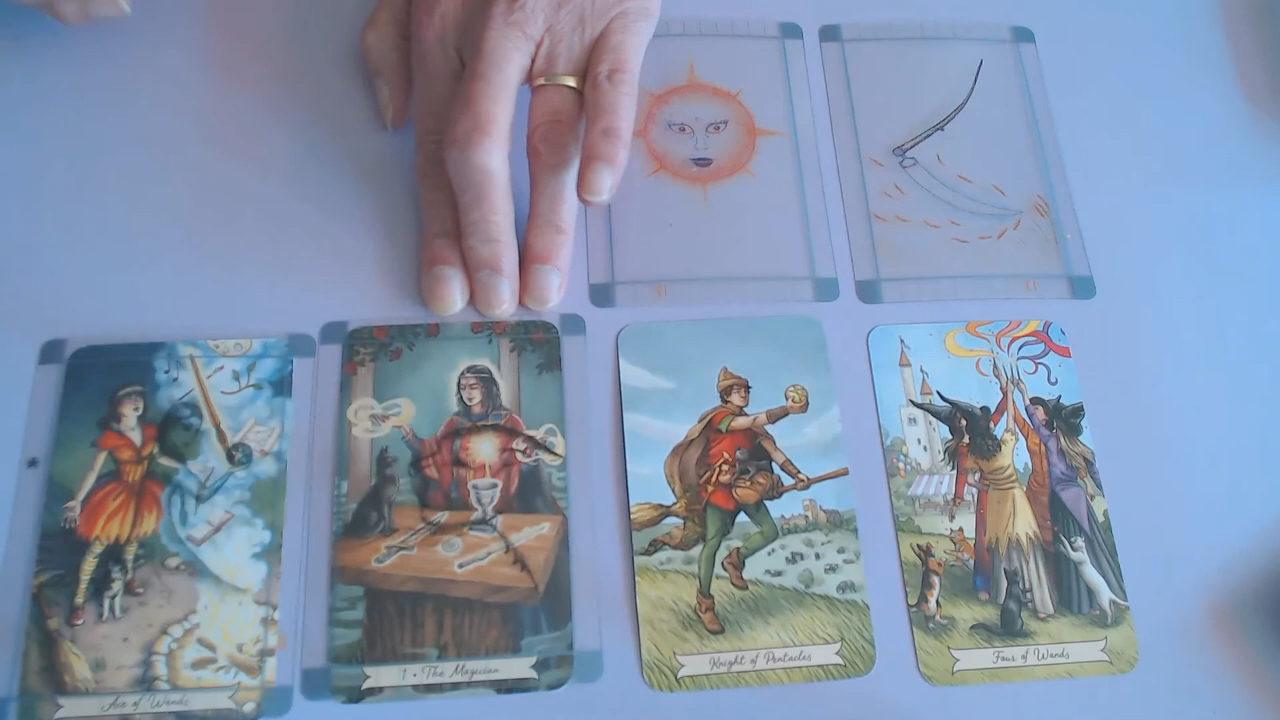 Ace of Wands
1 • The Magician
Knight of Pentacles
Four of Wands